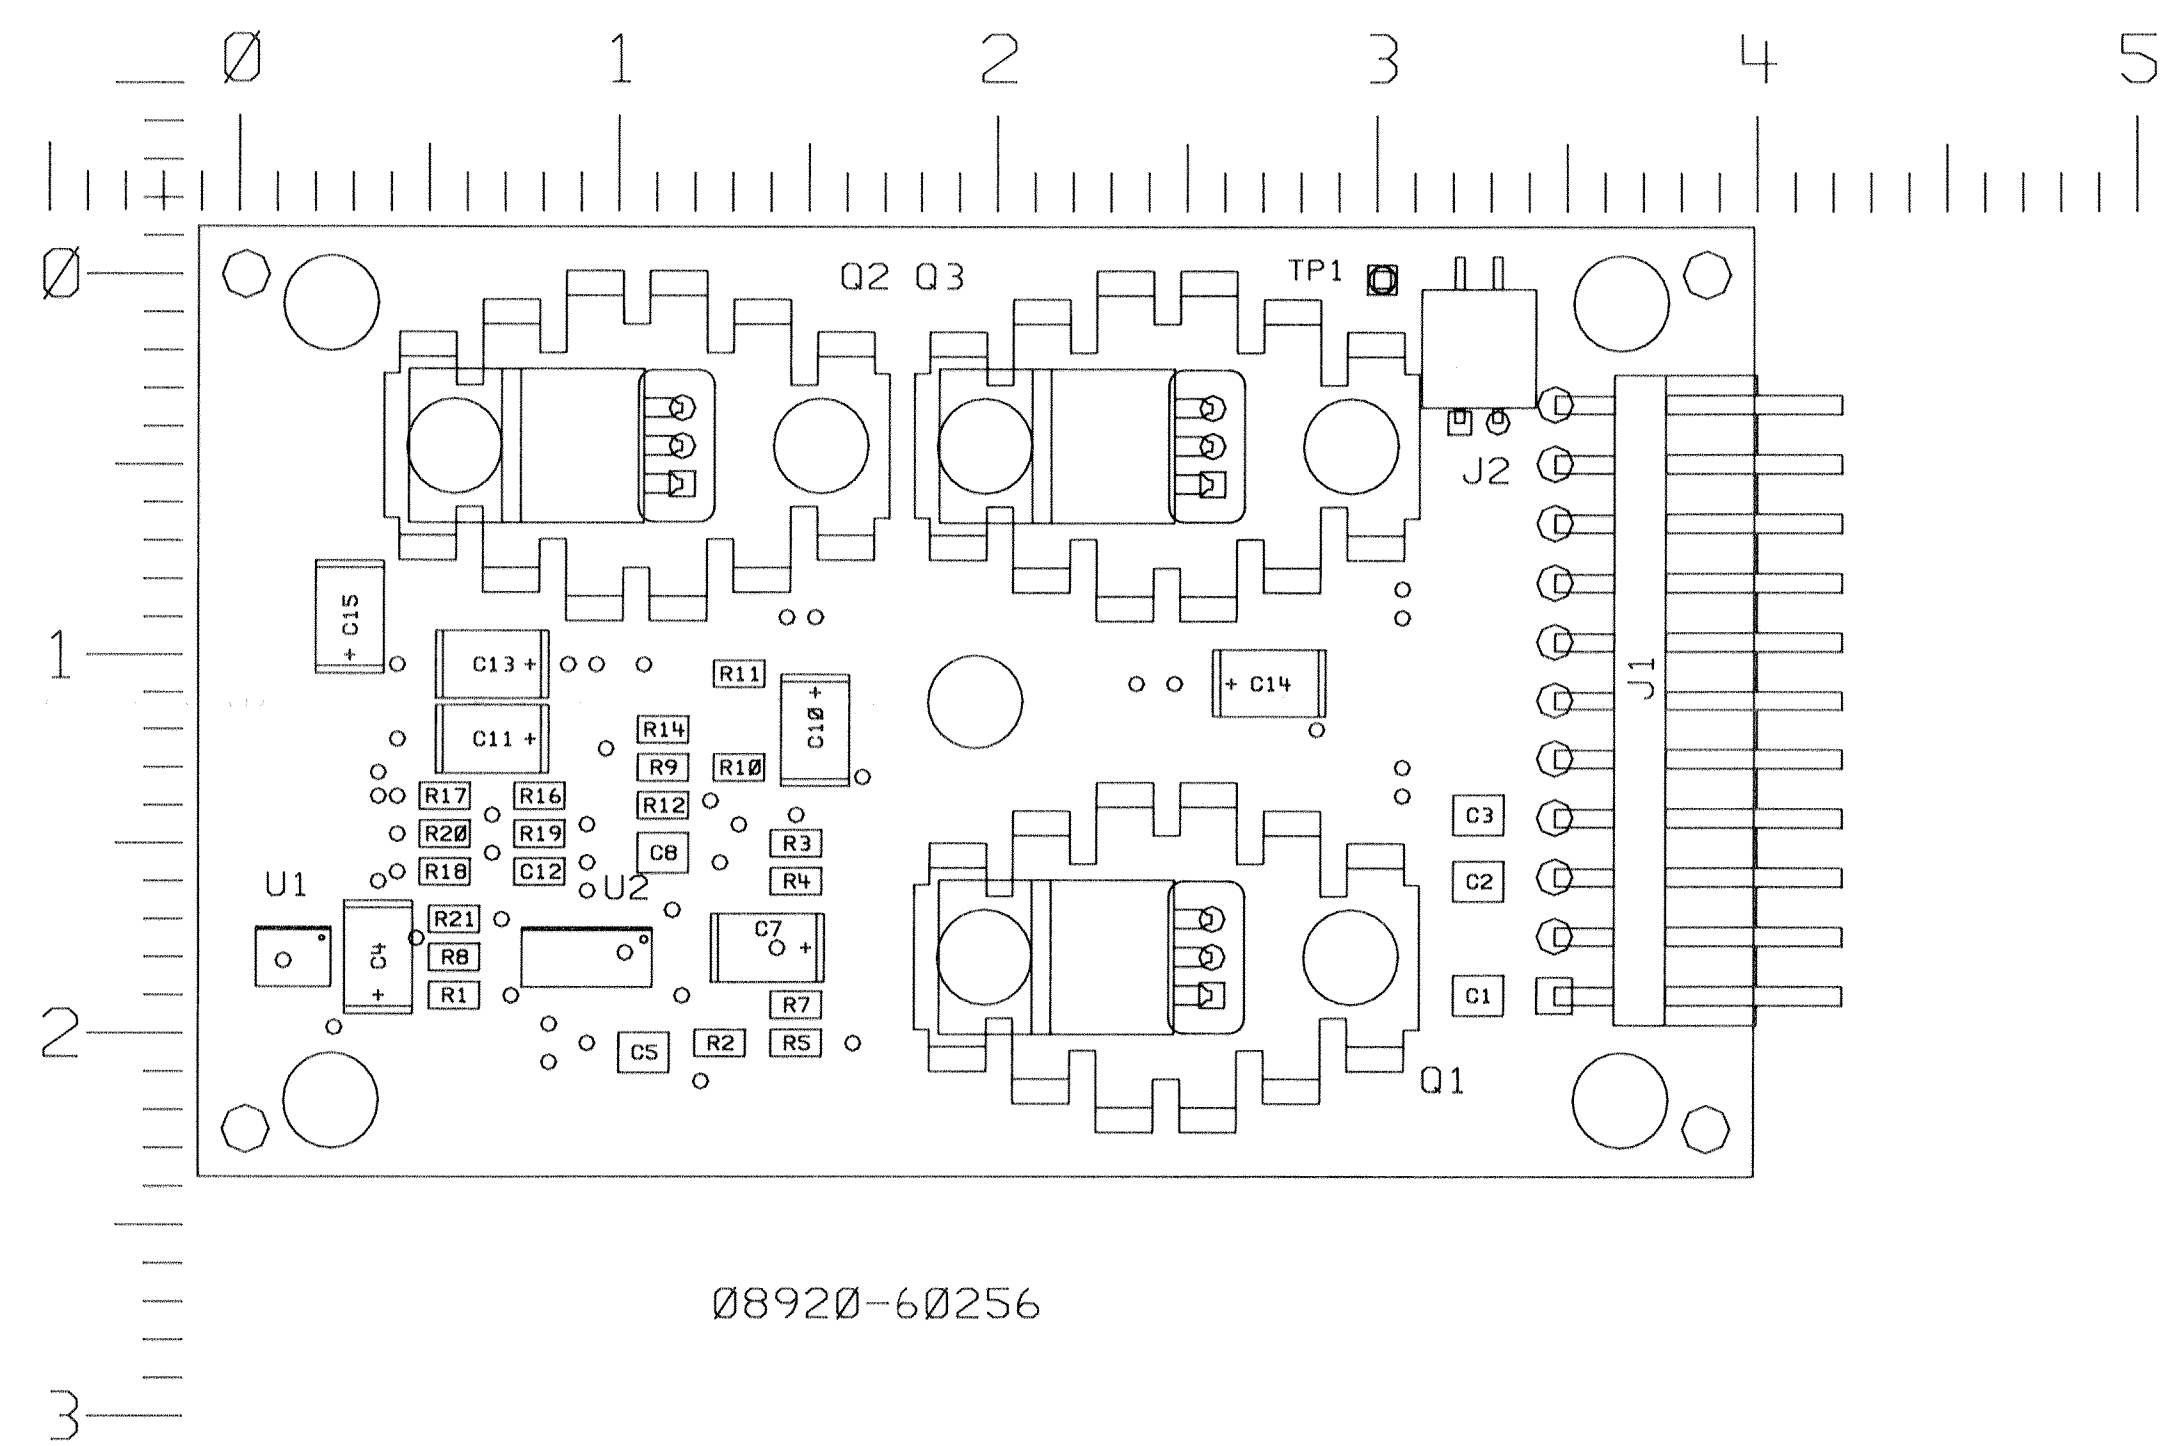 0 1 2 3 4 5
0
Q2 Q3 TP1
J2
C15
1
C13 +
R11
+ C14
J1
C10 +
C11 +
R14
R9 R10
R17 R16 R12
C3
R20 R19 R3
C8
R18 C12 R4 C2
U1 U2
R21
C7 +
C4 +
R8
R1 R7 C1
2
C5 R2 R5
Q1
08920-60256
3